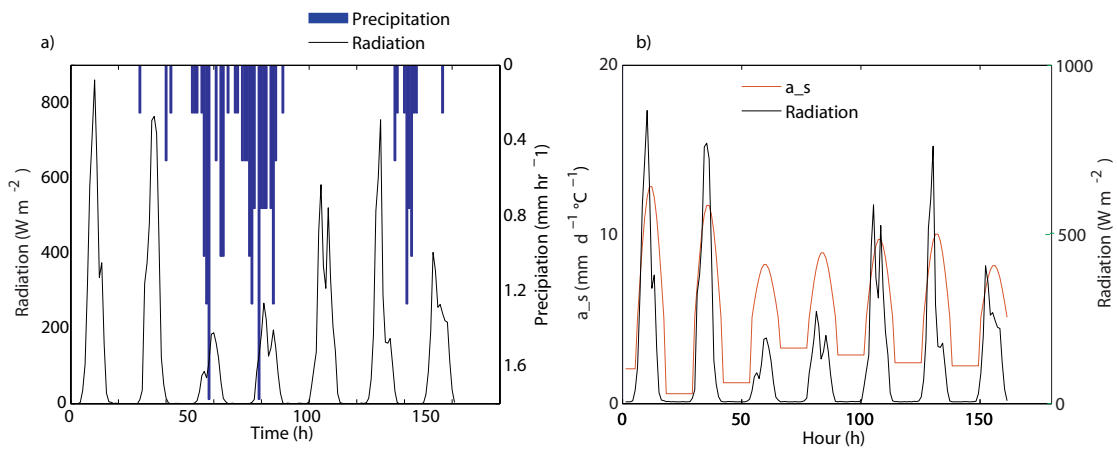 Precipitation
Radiation
a)
b)
900
800
600
400
200
0
Radiation (W m -2)
0
0.4
0.8
1.2
1.6
Precipiation (mm hr −1)
0
50
100
150
Time (h)
20
10
0
a_s (mm d−1 °C −1)
a_s
Radiation
1000
500
0
Radiation (W m -2)
0
50
100
150
Hour (h)